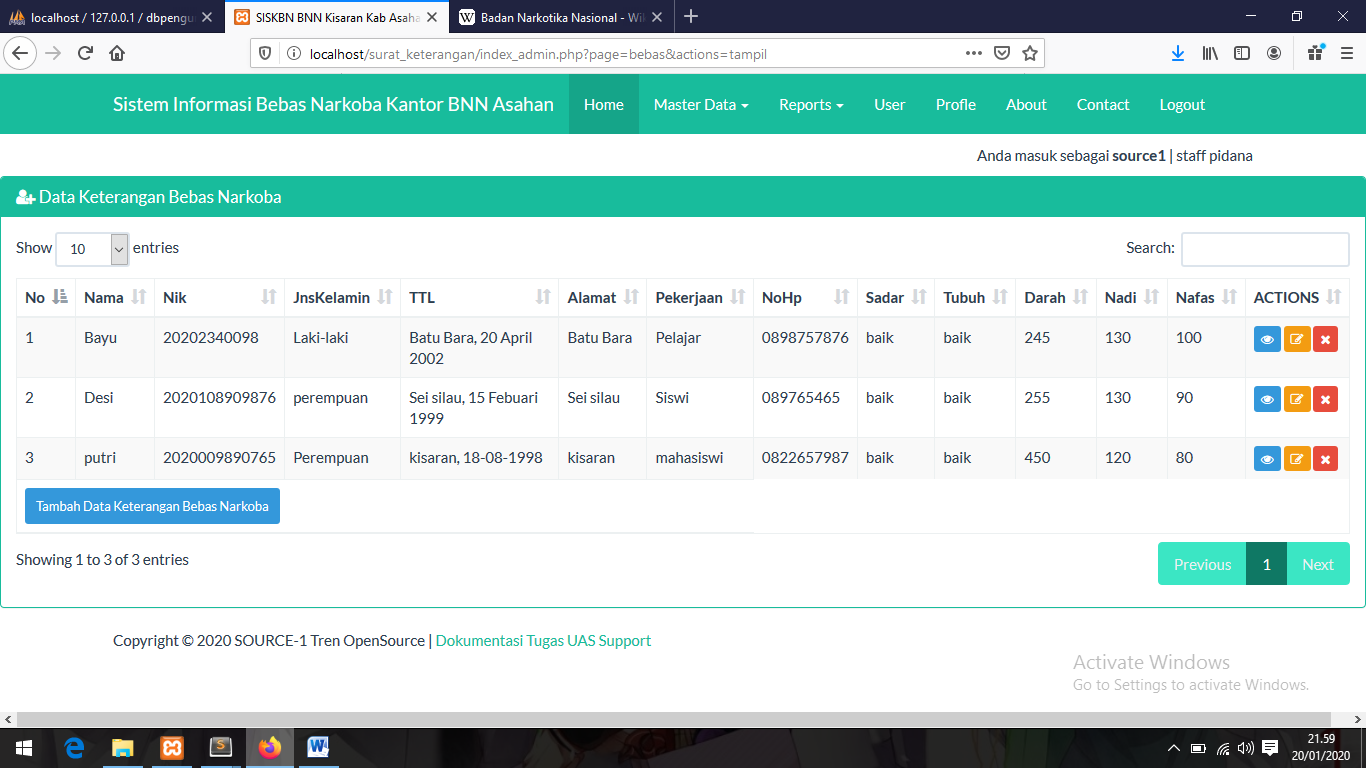 localhost / 127.0.0.1 / dbpengu
SISKBN BNN Kisaran Kab Asaha
Badan Narkotika Nasional - Wi
localhost/surat_keterangan/index_admin.php?page=bebas&actions=tampil
Sistem Informasi Bebas Narkoba Kantor BNN Asahan Home Master Data Reports User Profle About Contact Logout
Anda masuk sebagai source1 | staff pidana
Data Keterangan Bebas Narkoba
Show 10 entries Search:
No Nama Nik JnsKelamin TTL Alamat Pekerjaan NoHp Sadar Tubuh Darah Nadi Nafas ACTIONS
1 Bayu 20202340098 Laki-laki Batu Bara, 20 April 2002 Batu Bara Pelajar 0898757876 baik baik 245 130 100
2 Desi 2020108909876 perempuan Sei silau, 15 Febuari 1999 Sei silau Siswi 089765465 baik baik 255 130 90
3 putri 2020009890765 Perempuan kisaran, 18-08-1998 kisaran mahasiswi 0822657987 baik baik 450 120 80
Tambah Data Keterangan Bebas Narkoba
Showing 1 to 3 of 3 entries Previous 1 Next
Copyright © 2020 SOURCE-1 Tren OpenSource | Dokumentasi Tugas UAS Support
Activate Windows
Go to Settings to activate Windows.
21.59
20/01/2020